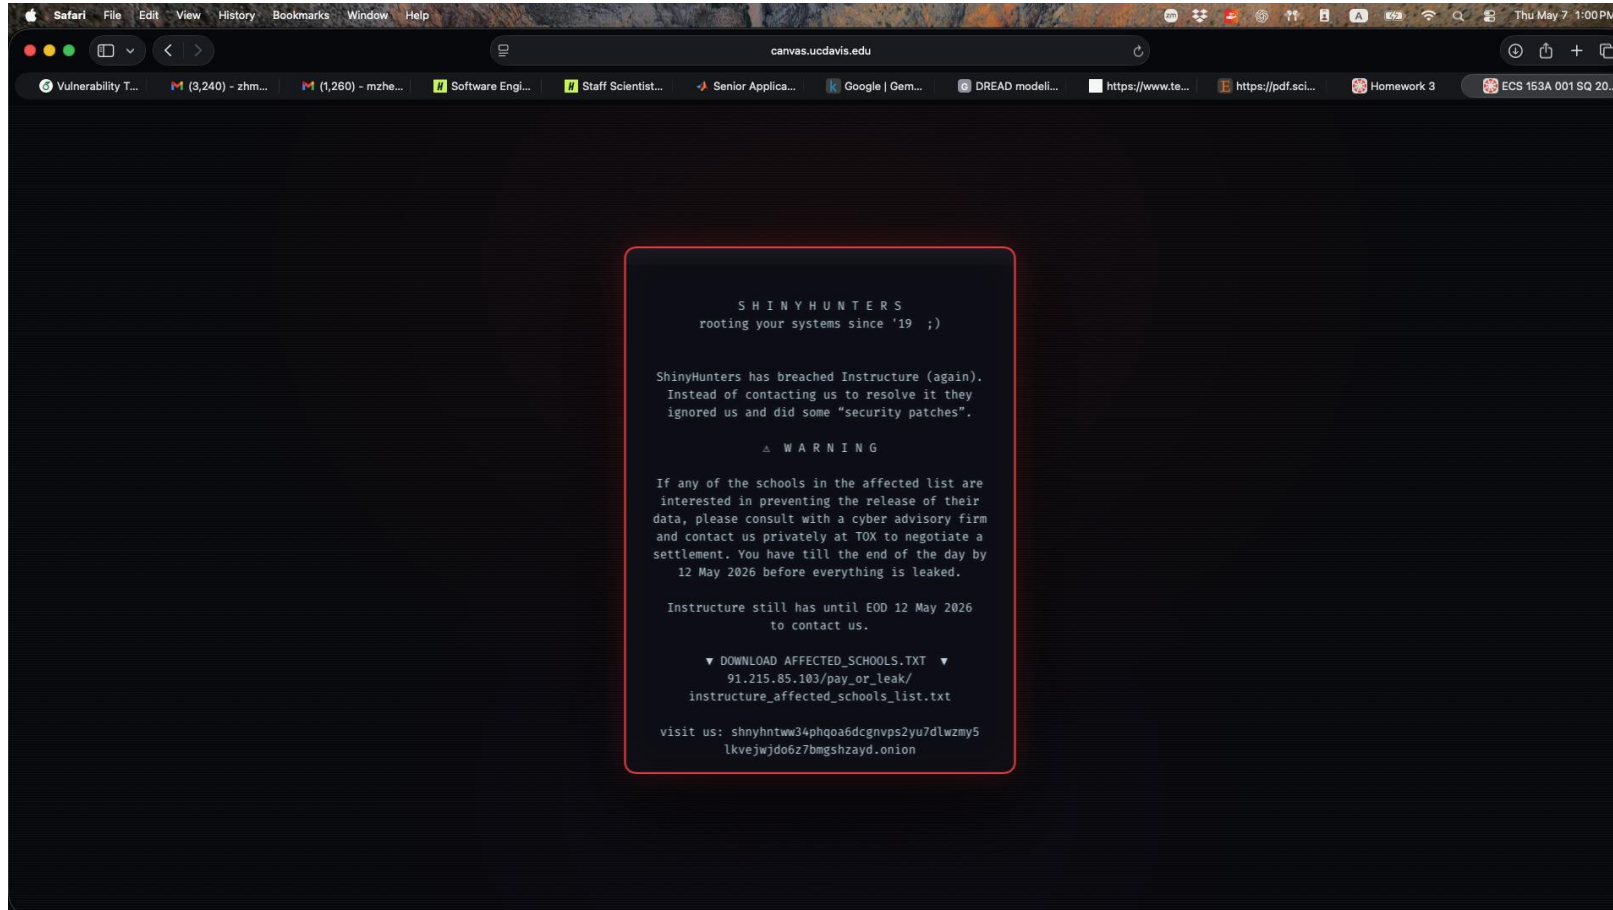 Safari File Edit View History Bookmarks Window Help Thu May 7 1:00 PM
canvas.ucdavis.edu
Vulnerability T... (3,240) - zhm... (1,260) - mzhe... Software Engi... Staff Scientist... Senior Applica... Google | Gem... DREAD modeli... https://www.te... https://pdf.sci... Homework 3 ECS 153A 001 SQ 20...
S H I N Y H U N T E R S
rooting your systems since '19 ;)
ShinyHunters has breached Instructure (again).
Instead of contacting us to resolve it they
ignored us and did some “security patches”.
⚠ W A R N I N G
If any of the schools in the affected list are
interested in preventing the release of their
data, please consult with a cyber advisory firm
and contact us privately at TOX to negotiate a
settlement. You have till the end of the day by
12 May 2026 before everything is leaked.
Instructure still has until EOD 12 May 2026
to contact us.
▼ DOWNLOAD AFFECTED_SCHOOLS.TXT ▼
91.215.85.103/pay_or_leak/
instructure_affected_schools_list.txt
visit us: shnyhntww34phqoa6dcgnvps2yu7dlwzmy5
lkvejwjdo6z7bmgshzayd.onion